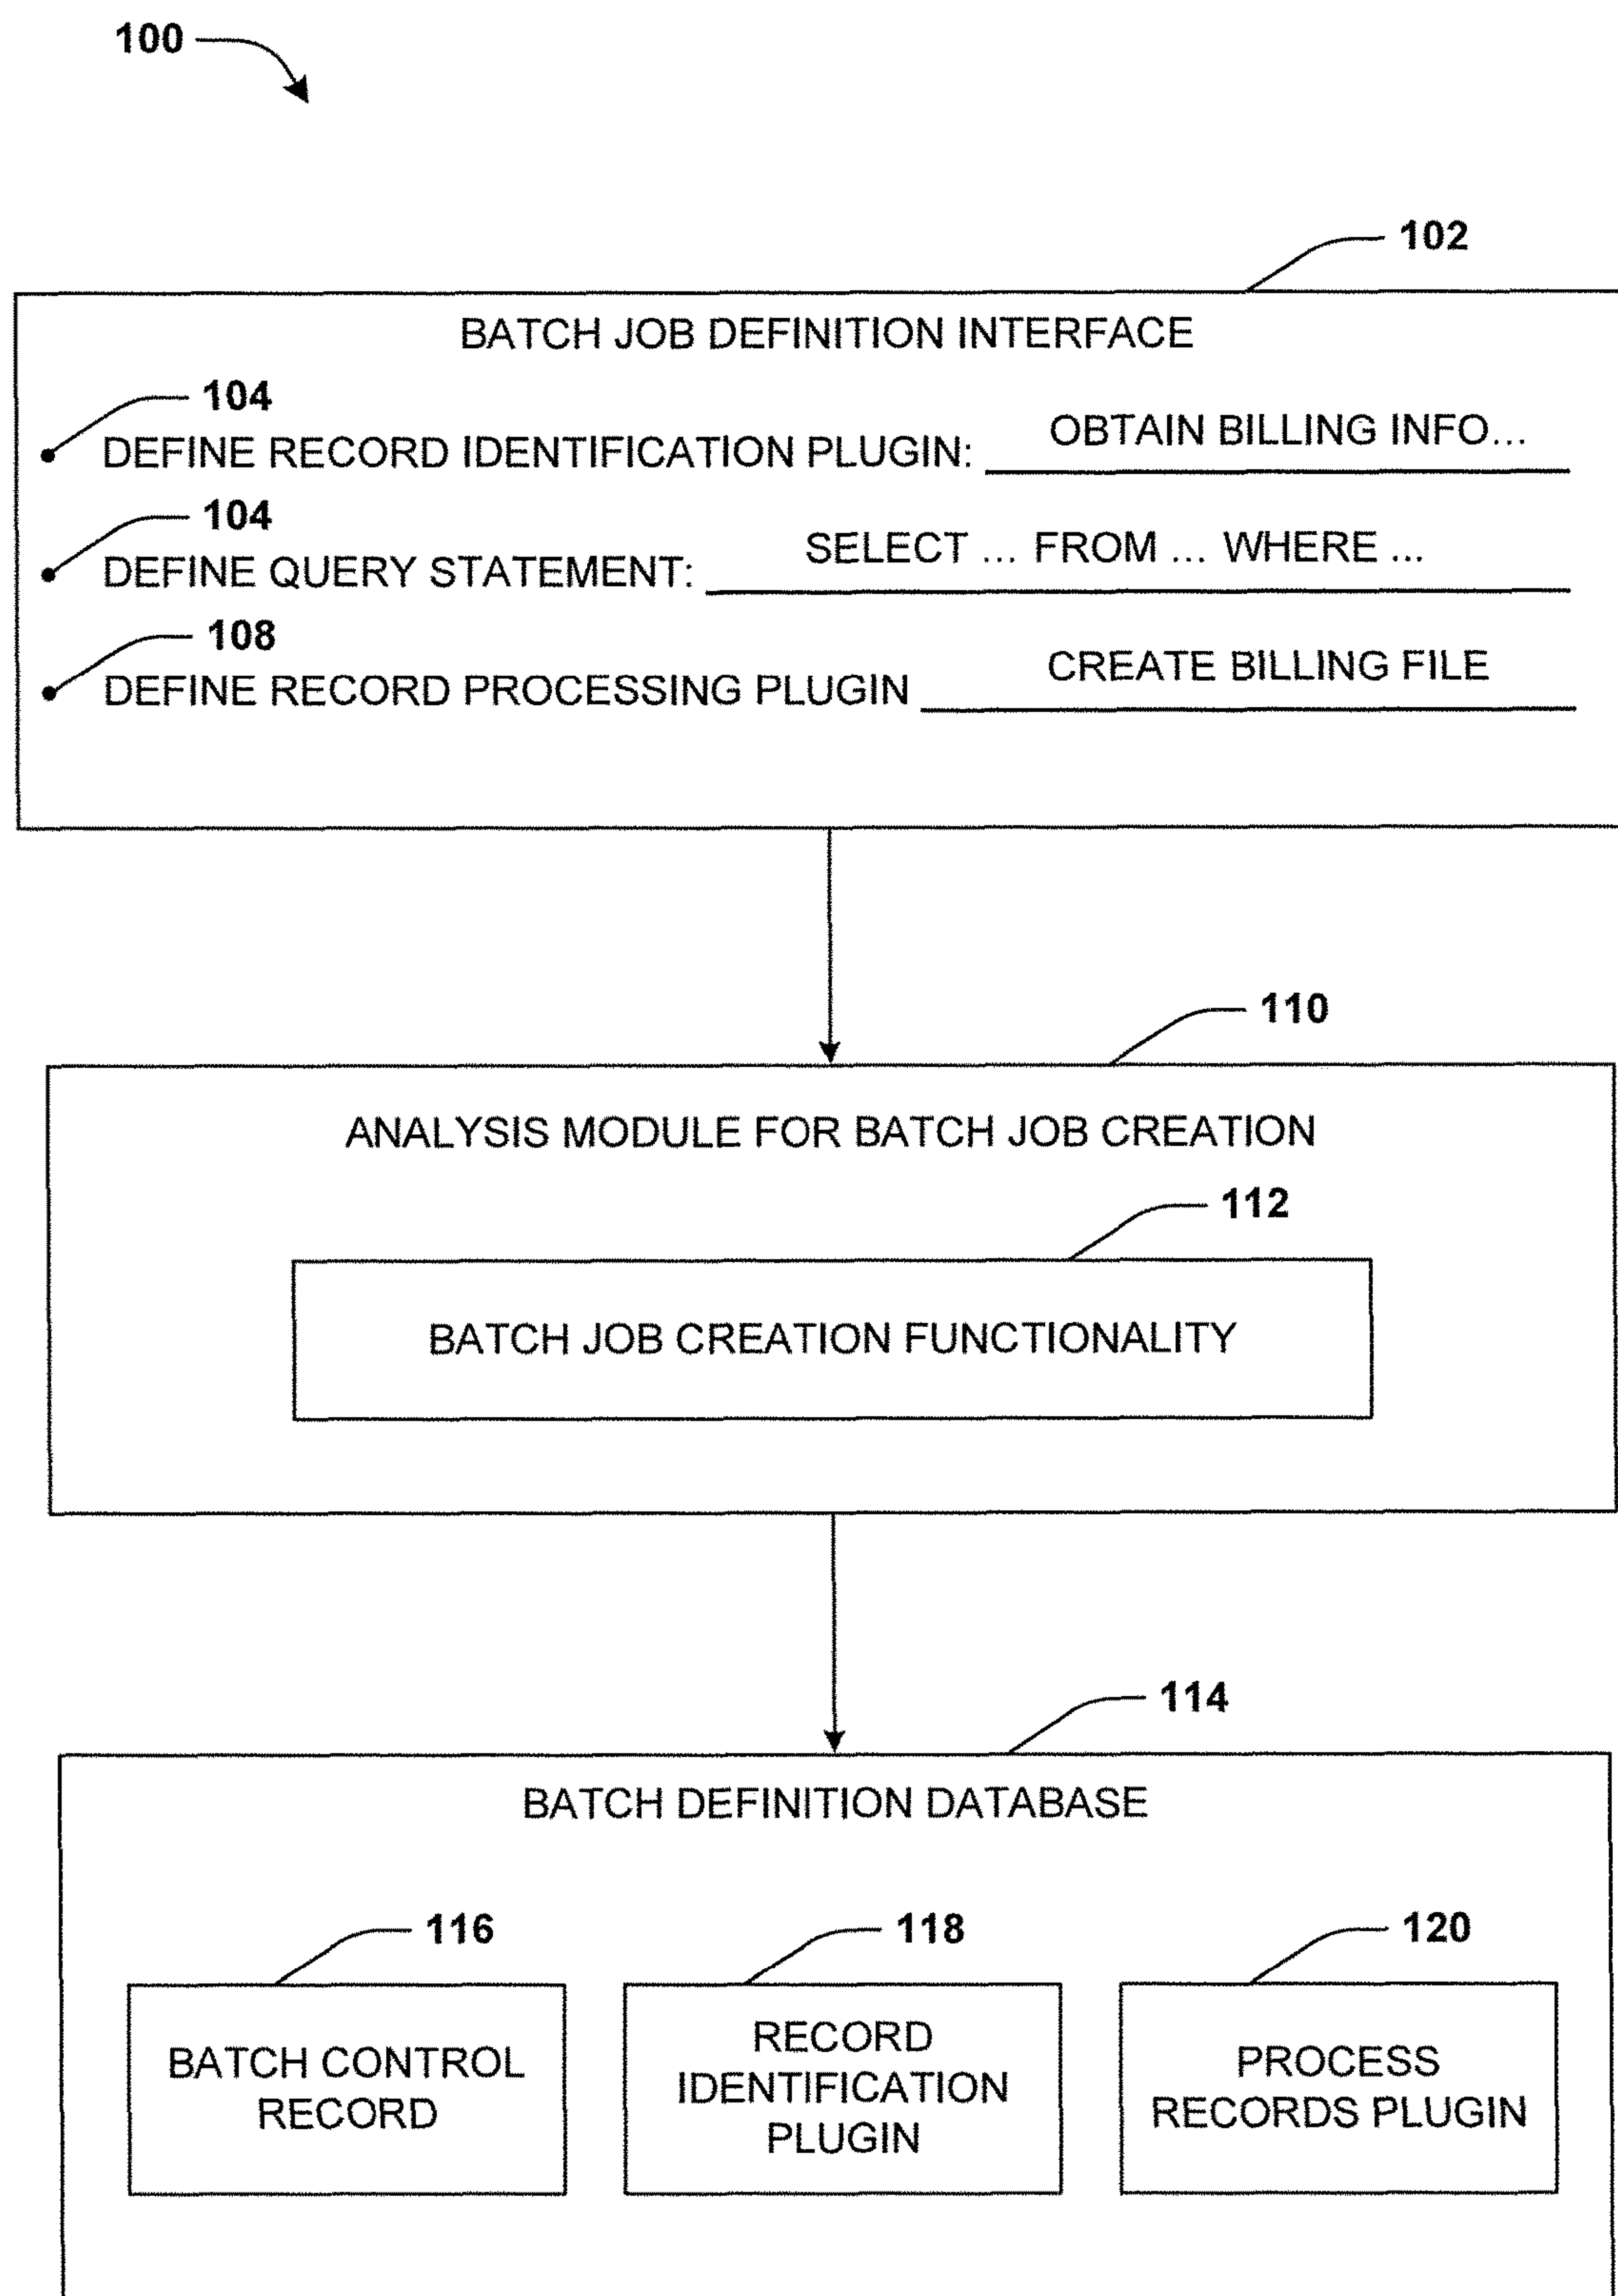 100
102
BATCH JOB DEFINITION INTERFACE
104
DEFINE RECORD IDENTIFICATION PLUGIN: OBTAIN BILLING INFO...
104
DEFINE QUERY STATEMENT: SELECT ... FROM ... WHERE ...
108
DEFINE RECORD PROCESSING PLUGIN CREATE BILLING FILE
110
ANALYSIS MODULE FOR BATCH JOB CREATION
112
BATCH JOB CREATION FUNCTIONALITY
114
BATCH DEFINITION DATABASE
116
BATCH CONTROL
RECORD
118
RECORD
IDENTIFICATION
PLUGIN
120
PROCESS
RECORDS PLUGIN